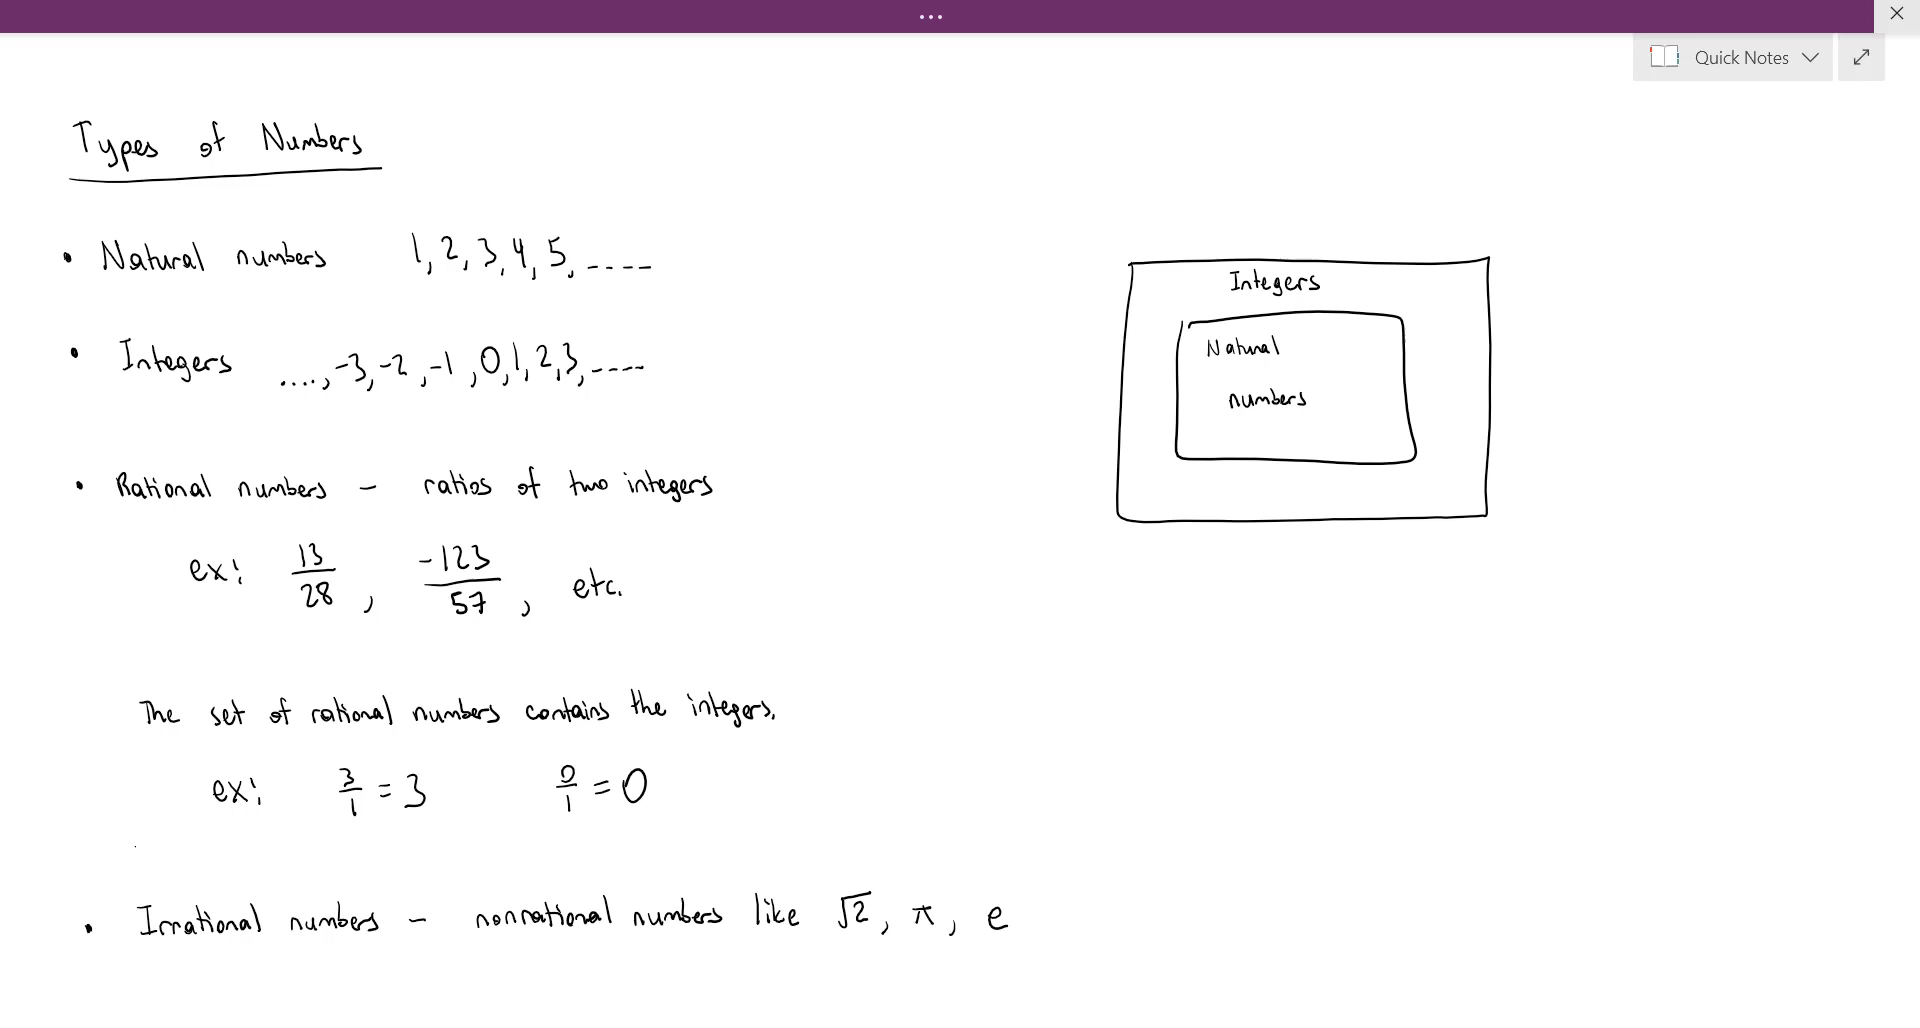 Quick Notes
Types of Numbers
• Natural numbers 1, 2, 3, 4, 5, ----
• Integers ...., -3, -2, -1, 0, 1, 2, 3, ----
• Rational numbers – ratios of two integers
ex: 13/28, -123/57, etc.
The set of rational numbers contains the integers.
ex: 3/1 = 3 0/1 = 0
• Irrational numbers – nonrational numbers like √2, π, e
Integers
Natural
numbers